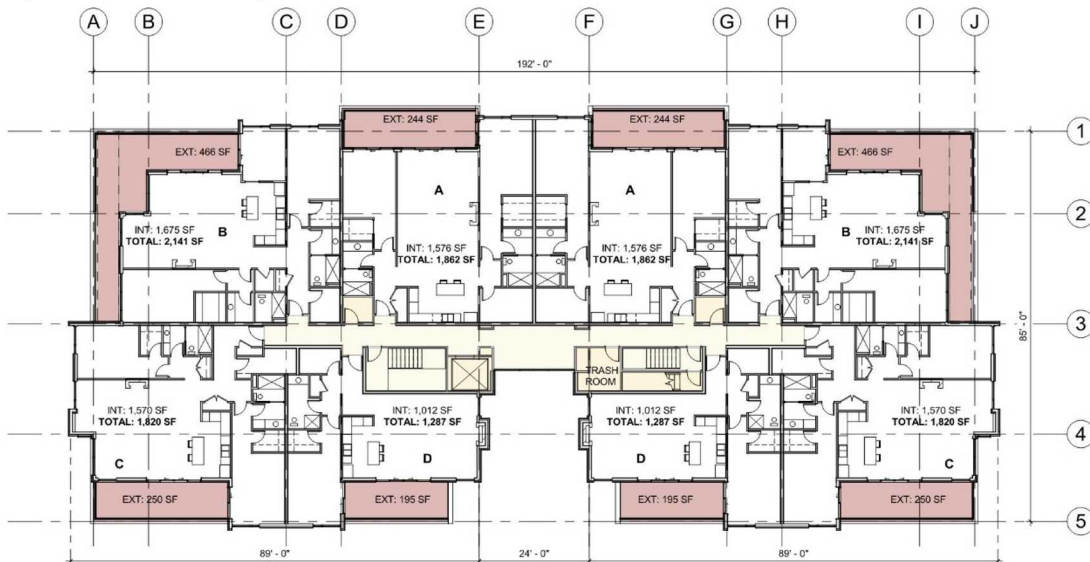 A B C D E F G H I J
192' - 0"
EXT: 244 SF
EXT: 244 SF
1
EXT: 466 SF
EXT: 466 SF
A
A
2
INT: 1,675 SF
TOTAL: 2,141 SF
B
INT: 1,576 SF
TOTAL: 1,862 SF
INT: 1,576 SF
TOTAL: 1,862 SF
INT: 1,675 SF
TOTAL: 2,141 SF
B
3
85' - 0"
TRASH
ROOM
INT: 1,570 SF
TOTAL: 1,820 SF
INT: 1,012 SF
TOTAL: 1,287 SF
INT: 1,012 SF
TOTAL: 1,287 SF
INT: 1,570 SF
TOTAL: 1,820 SF
4
C
D
D
C
EXT: 250 SF
EXT: 195 SF
EXT: 195 SF
EXT: 250 SF
5
89' - 0"
24' - 0"
89' - 0"